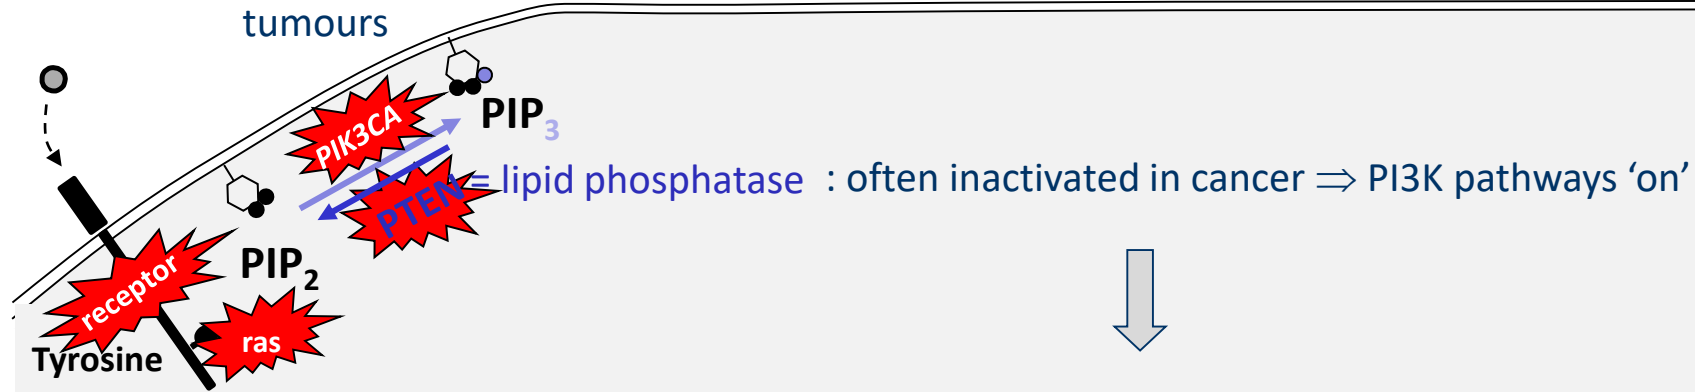 tumours
PIK3CA
PIP3
PTEN = lipid phosphatase : often inactivated in cancer ⇒ PI3K pathways ‘on’
receptor
PIP2
ras
Tyrosine